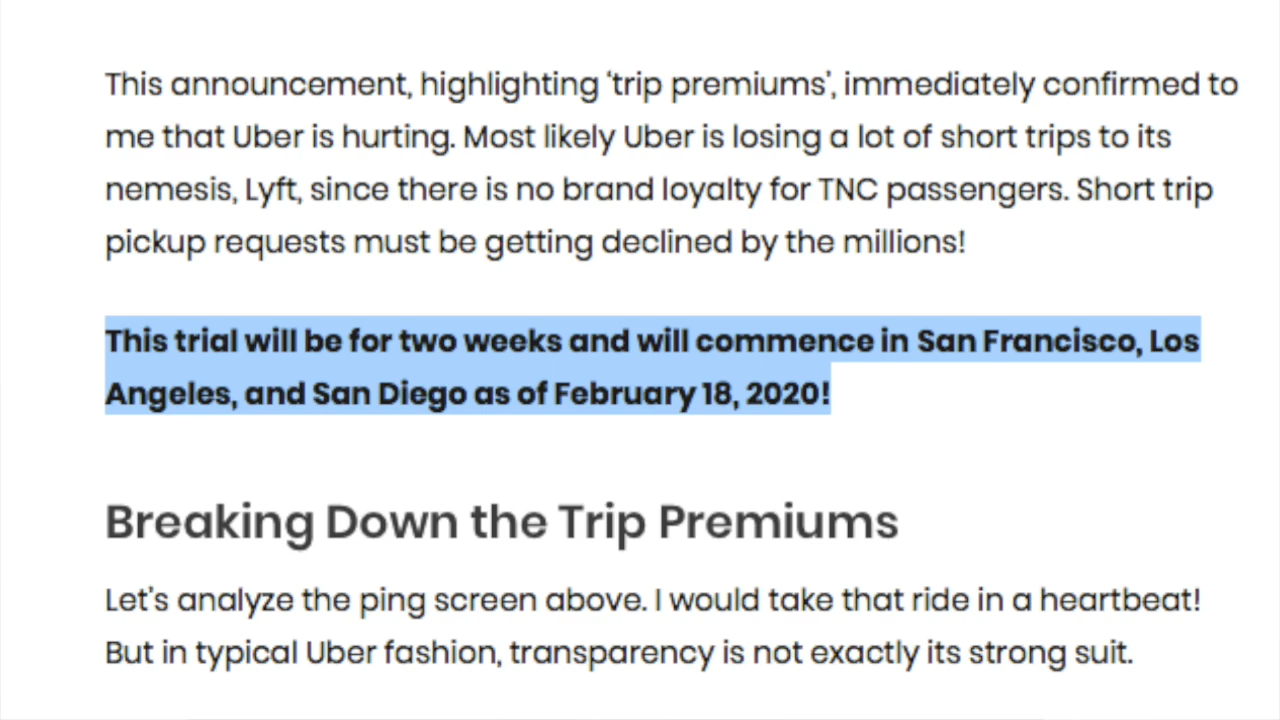 This announcement, highlighting ‘trip premiums’, immediately confirmed to
me that Uber is hurting. Most likely Uber is losing a lot of short trips to its
nemesis, Lyft, since there is no brand loyalty for TNC passengers. Short trip
pickup requests must be getting declined by the millions!
This trial will be for two weeks and will commence in San Francisco, Los
Angeles, and San Diego as of February 18, 2020!
Breaking Down the Trip Premiums
Let’s analyze the ping screen above. I would take that ride in a heartbeat!
But in typical Uber fashion, transparency is not exactly its strong suit.